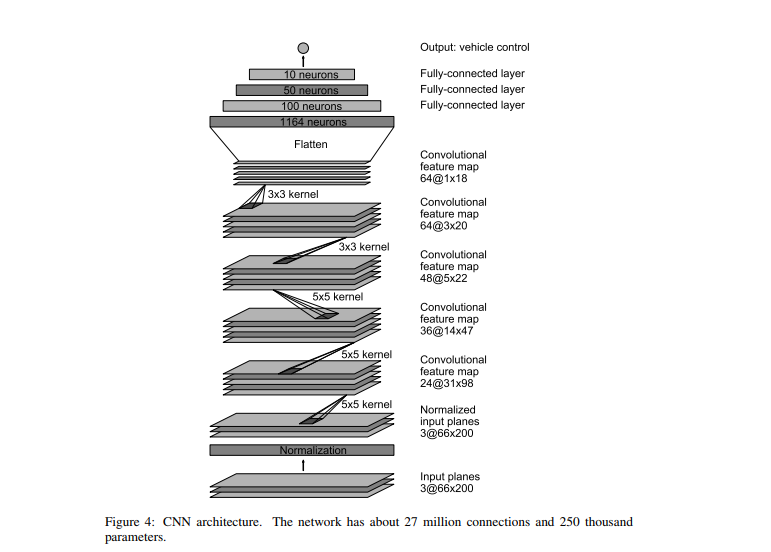 Output: vehicle control
10 neurons
Fully-connected layer
50 neurons
Fully-connected layer
100 neurons
Fully-connected layer
1164 neurons
Flatten
Convolutional
feature map
64@1x18
3x3 kernel
Convolutional
feature map
64@3x20
3x3 kernel
Convolutional
feature map
48@5x22
5x5 kernel
Convolutional
feature map
36@14x47
5x5 kernel
Convolutional
feature map
24@31x98
5x5 kernel
Normalized
input planes
3@66x200
Normalization
Input planes
3@66x200
Figure 4: CNN architecture. The network has about 27 million connections and 250 thousand
parameters.